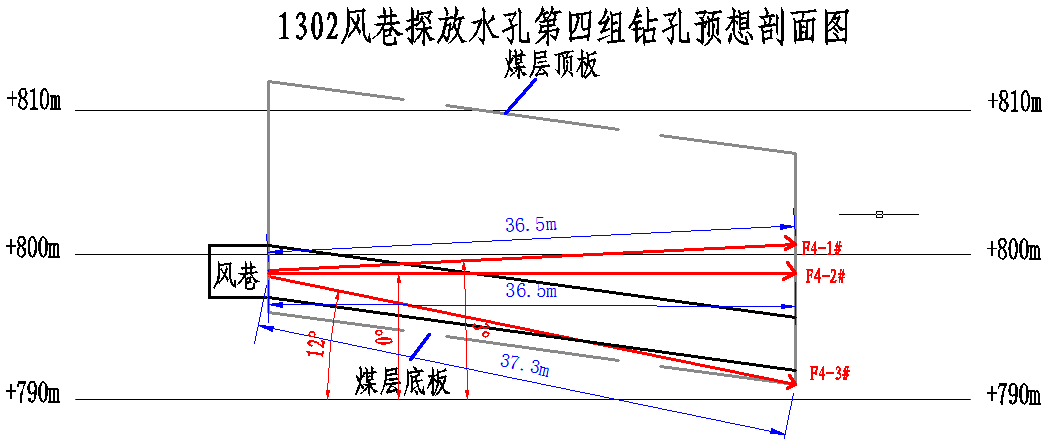 1302风巷探放水孔第四组钻孔预想剖面图
煤层顶板
+810m
+810m
36.5m
+800m
F4-1#
+800m
风巷
F4-2#
36.5m
12°
0°
37.3m
F4-3#
煤层底板
+790m
+790m